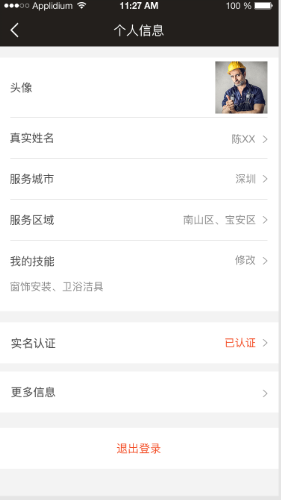 Applidium 11:27 AM 100 %
个人信息
头像
真实姓名 陈XX
服务城市 深圳
服务区域 南山区、宝安区
我的技能 修改
窗饰安装、卫浴洁具
实名认证 已认证
更多信息
退出登录